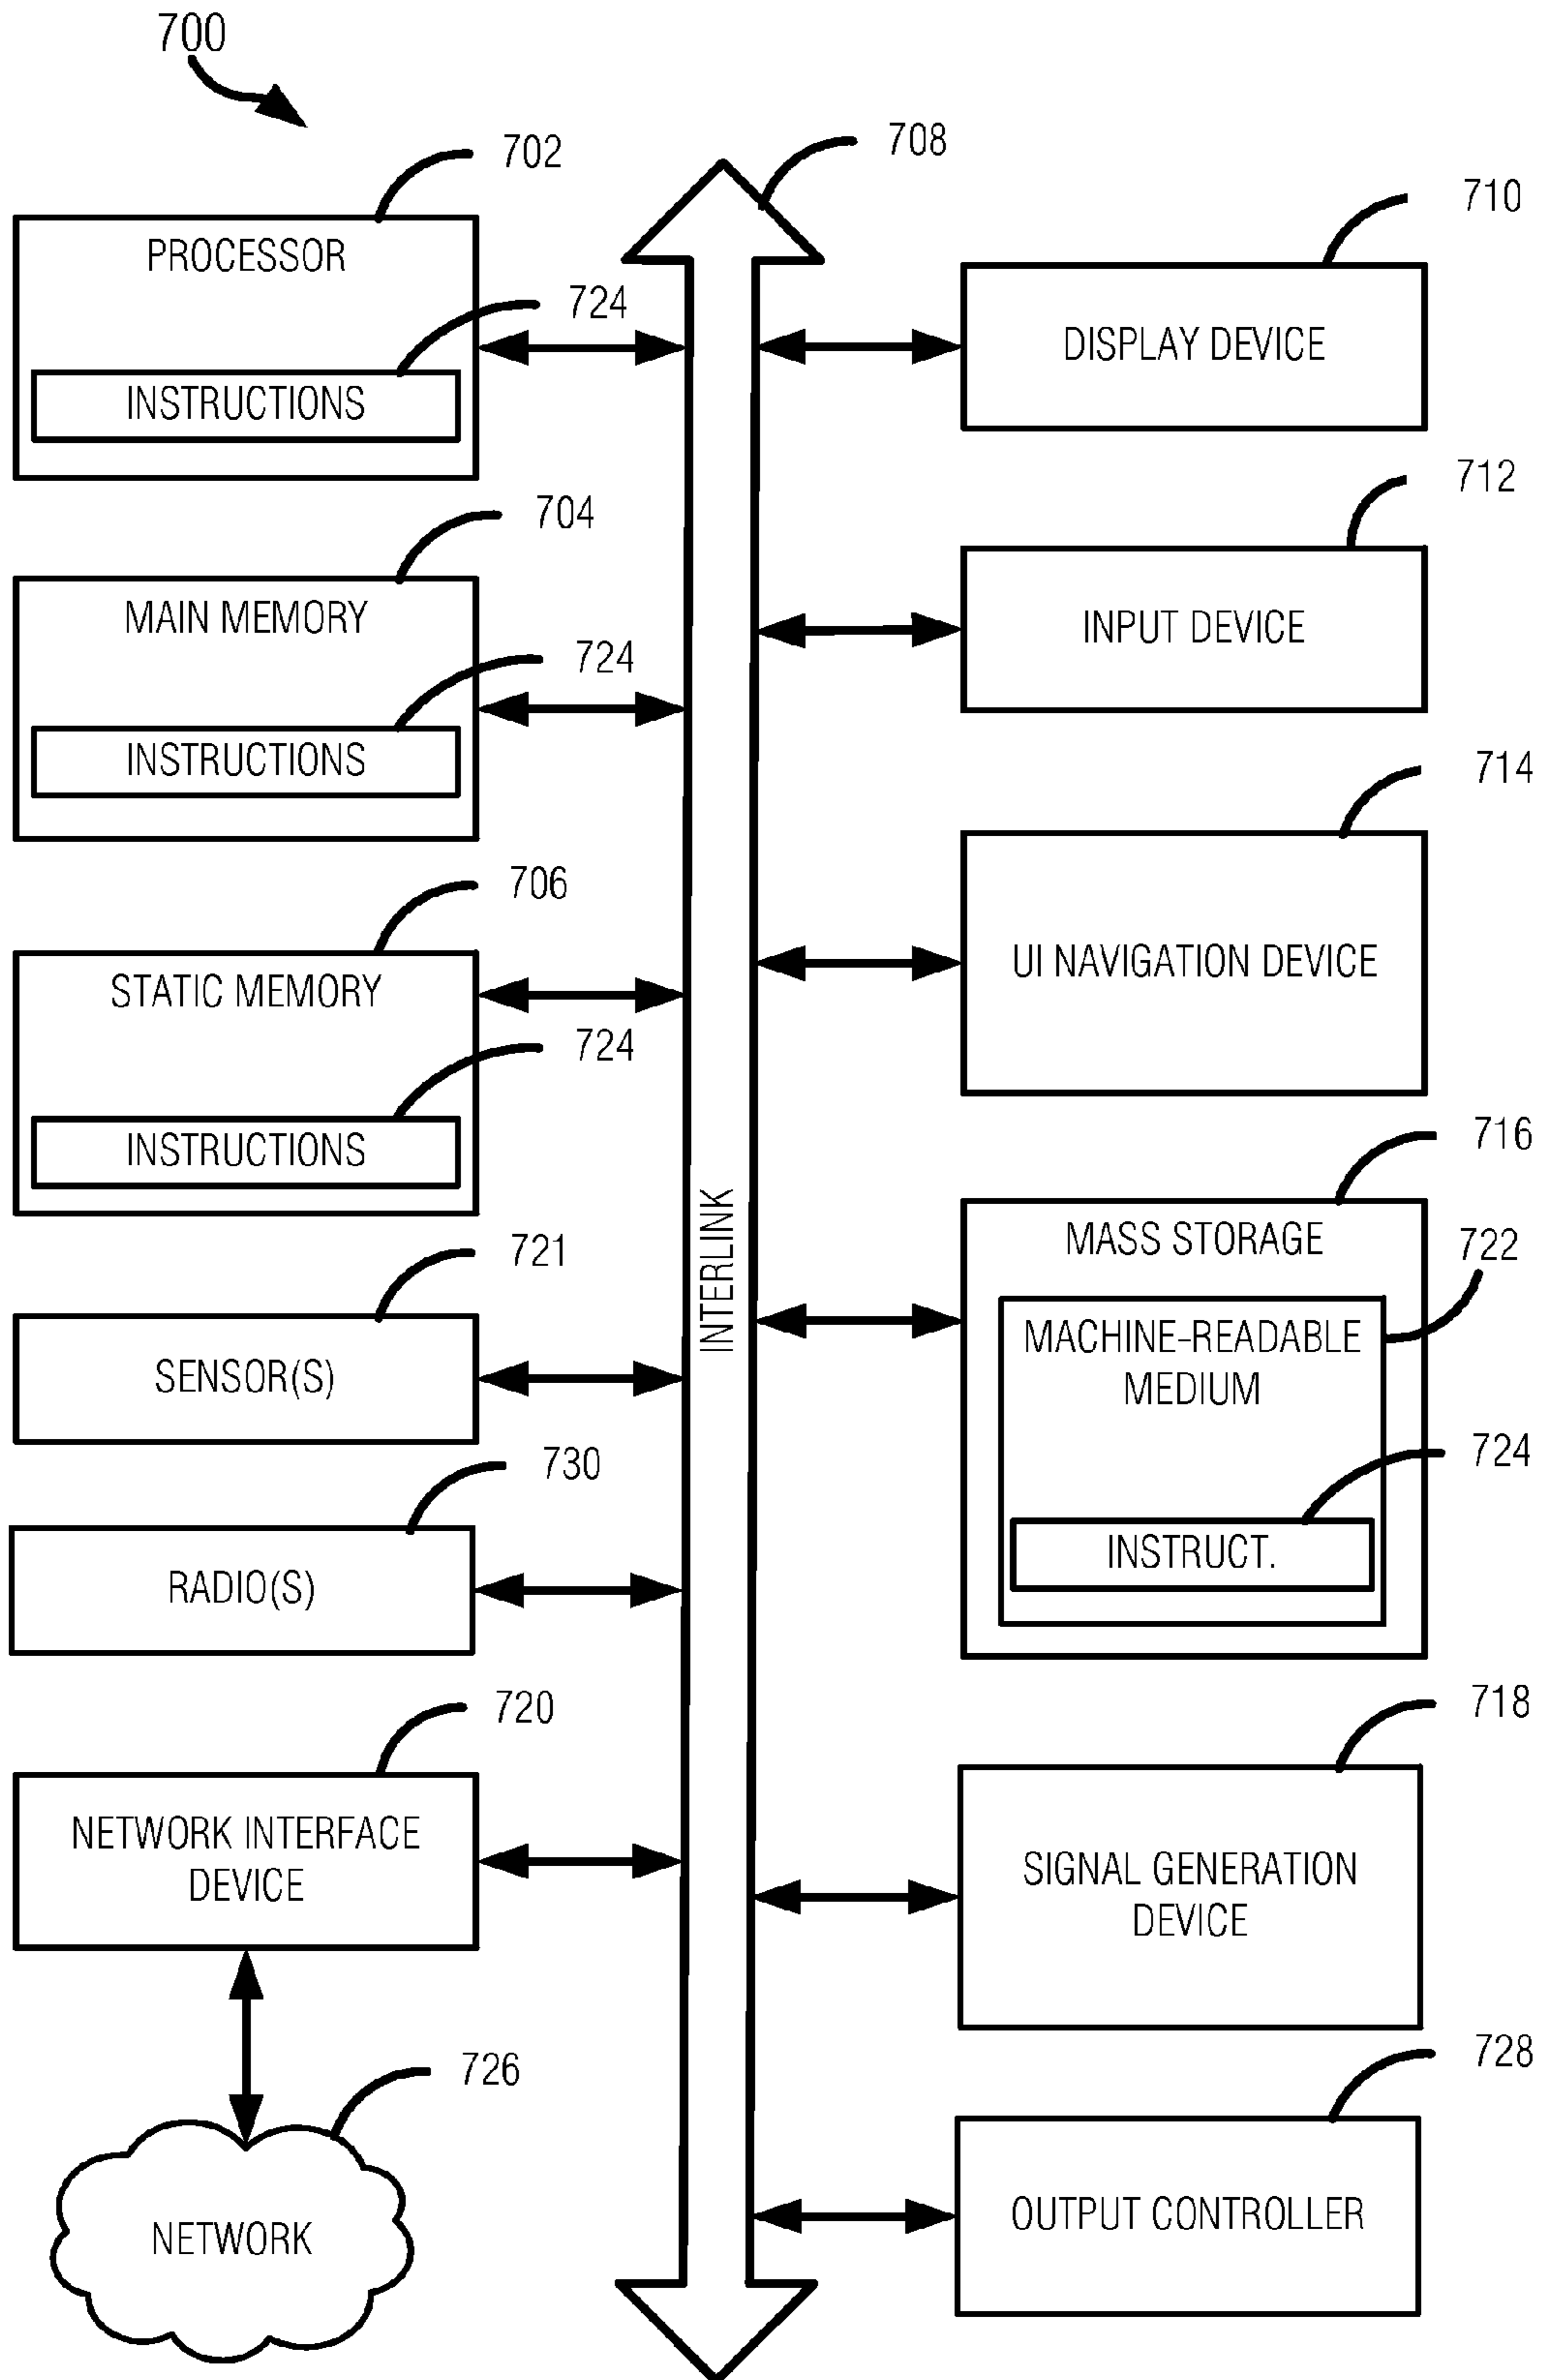 700
702
PROCESSOR
724
INSTRUCTIONS
704
MAIN MEMORY
724
INSTRUCTIONS
706
STATIC MEMORY
724
INSTRUCTIONS
721
SENSOR(S)
730
RADIO(S)
720
NETWORK INTERFACE
DEVICE
726
NETWORK
708
INTERLINK
710
DISPLAY DEVICE
712
INPUT DEVICE
714
UI NAVIGATION DEVICE
716
MASS STORAGE
722
MACHINE-READABLE
MEDIUM
724
INSTRUCT.
718
SIGNAL GENERATION
DEVICE
728
OUTPUT CONTROLLER